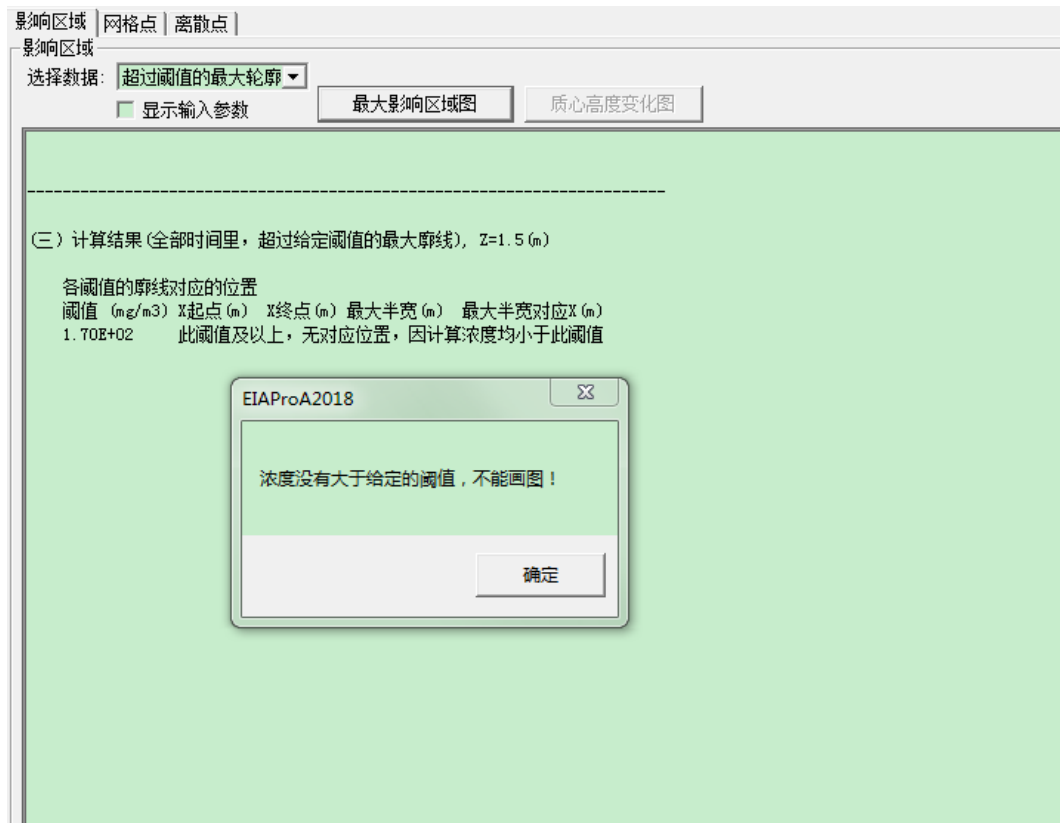 影响区域 网格点 离散点
影响区域
选择数据: 超过阈值的最大轮廓
显示输入参数 最大影响区域图 质心高度变化图
-------------------------------------------------------------------------
(三)计算结果(全部时间里，超过给定阈值的最大廓线), Z=1.5(m)
各阈值的廓线对应的位置
阈值 (mg/m3) X起点(m) X终点(m) 最大半宽(m) 最大半宽对应X(m)
1.70E+02 此阈值及以上，无对应位置，因计算浓度均小于此阈值
EIAProA2018
浓度没有大于给定的阈值，不能画图！
确定